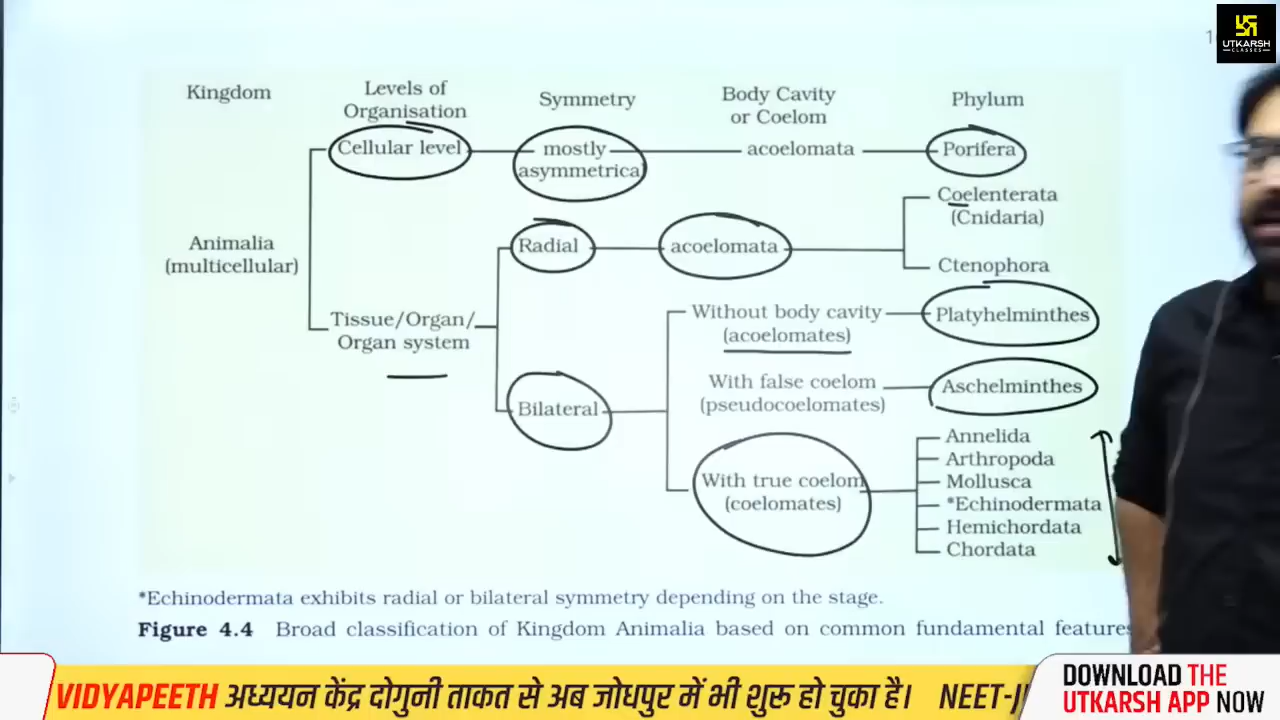 UTKARSH
CLASSES
Kingdom
Levels of
Organisation
Symmetry
Body Cavity
or Coelom
Phylum
Cellular level
mostly
asymmetrical
acoelomata
Porifera
Animalia
(multicellular)
Tissue/Organ/
Organ system
Radial
acoelomata
Coelenterata
(Cnidaria)
Ctenophora
Bilateral
Without body cavity
(acoelomates)
Platyhelminthes
With false coelom
(pseudocoelomates)
Aschelminthes
With true coelom
(coelomates)
Annelida
Arthropoda
Mollusca
*Echinodermata
Hemichordata
Chordata
*Echinodermata exhibits radial or bilateral symmetry depending on the stage.
Figure 4.4 Broad classification of Kingdom Animalia based on common fundamental features
VIDYAPEETH अध्ययन केंद्र दोगुनी ताकत से अब जोधपुर में भी शुरू हो चुका है। NEET-J
DOWNLOAD THE
UTKARSH APP NOW